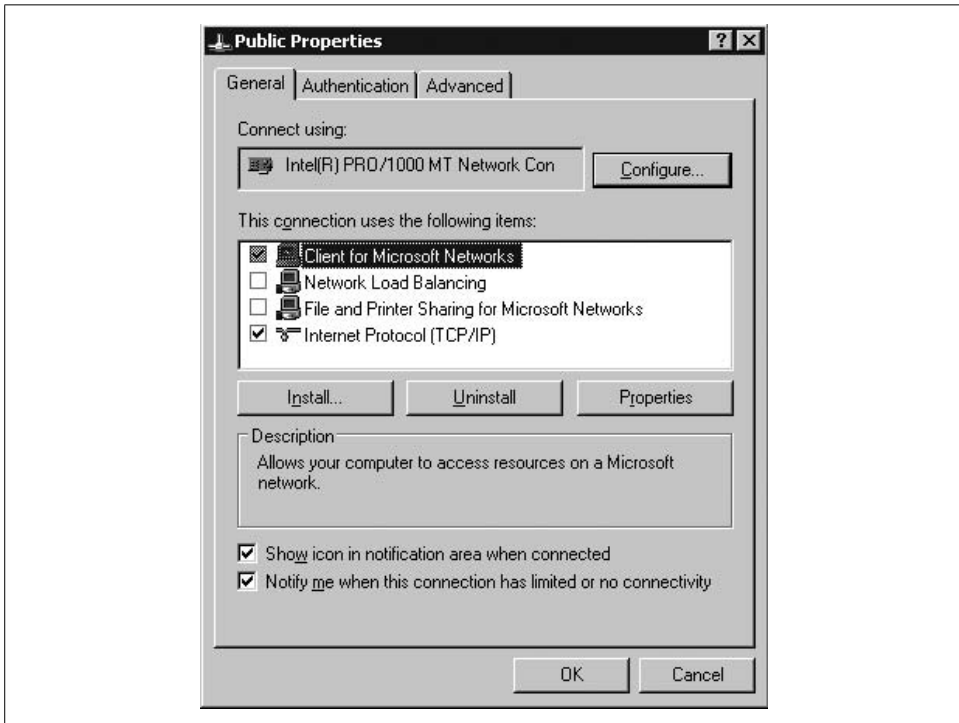 Public Properties
General Authentication Advanced
Connect using:
Intel(R) PRO/1000 MT Network Con
Configure...
This connection uses the following items:
Client for Microsoft Networks
Network Load Balancing
File and Printer Sharing for Microsoft Networks
Internet Protocol (TCP/IP)
Install... Uninstall Properties
Description
Allows your computer to access resources on a Microsoft
network.
Show icon in notification area when connected
Notify me when this connection has limited or no connectivity
OK Cancel